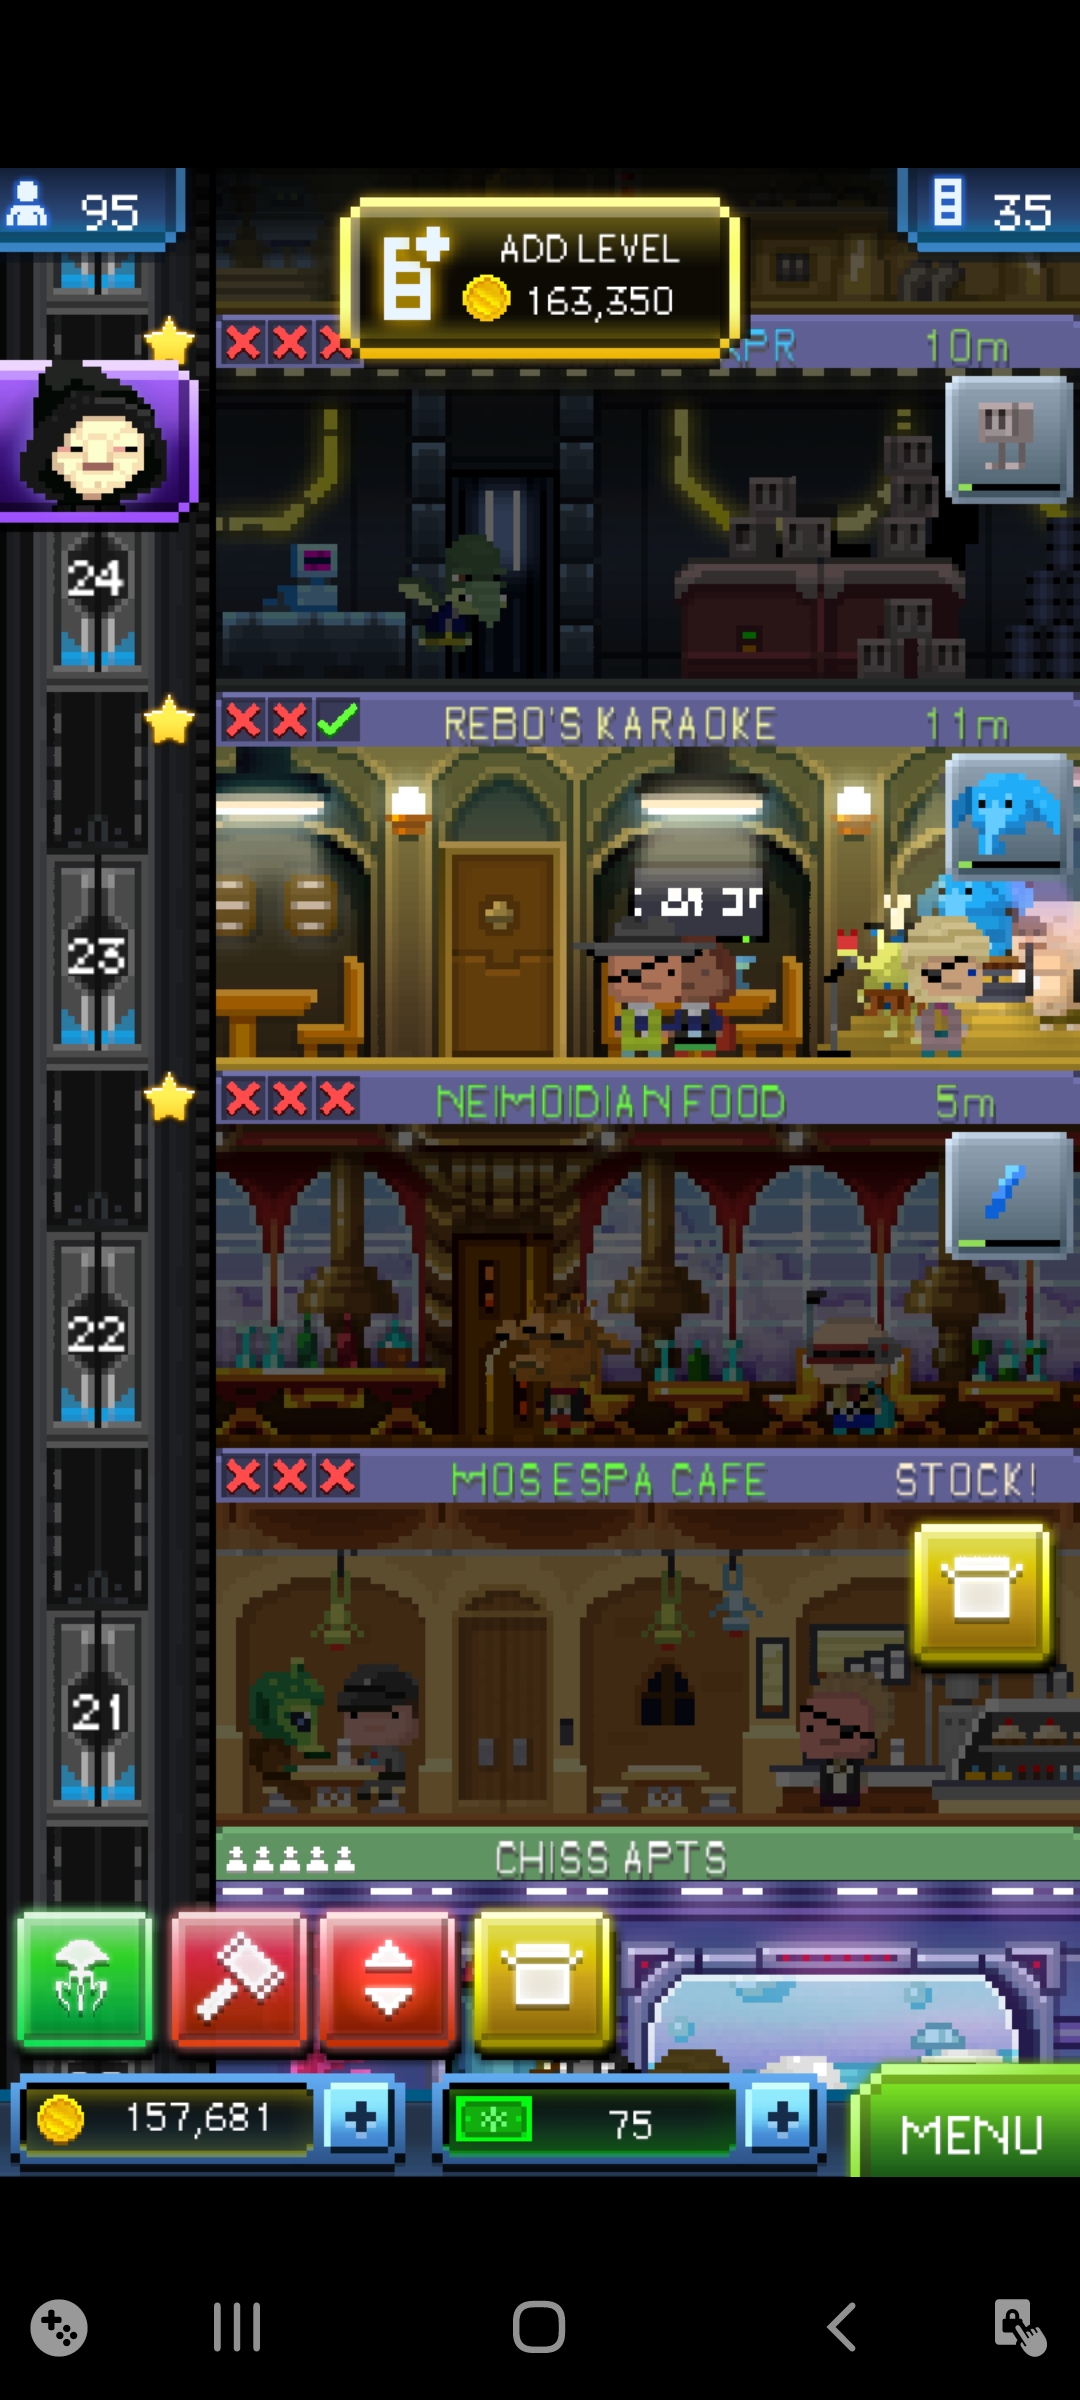 95
ADD LEVEL
163,350
35
10m
24
REBO'S KARAOKE
11m
23
NEIMOIDIAN FOOD
5m
22
MOS ESPA CAFE
STOCK!
21
CHISS APTS
157,681
75
MENU